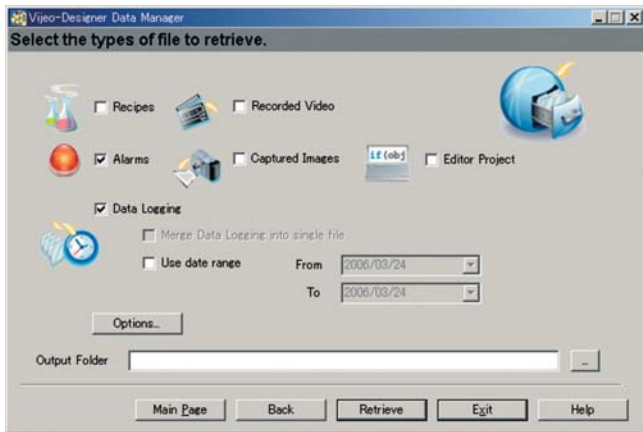 Vijeo-Designer Data Manager
Select the types of file to retrieve.
Recipes
Recorded Video
Alarms
Captured Images
if(obj
Editor Project
Data Logging
Merge Data Logging into single file
Use date range
From
2006/03/24
To
2006/03/24
Options...
Output Folder
...
Main Page
Back
Retrieve
Exit
Help